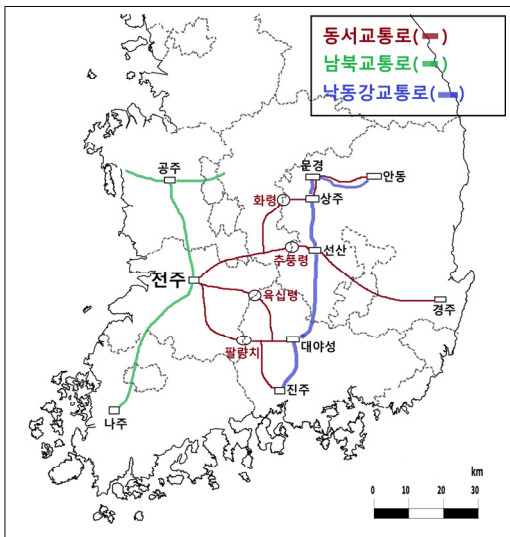 동서교통로( )
남북교통로( )
낙동강교통로( )
문경
공주
안동
화령
상주
추풍령
선산
전주
육십령
경주
팔량치
대야성
진주
나주
km
0 10 20 30